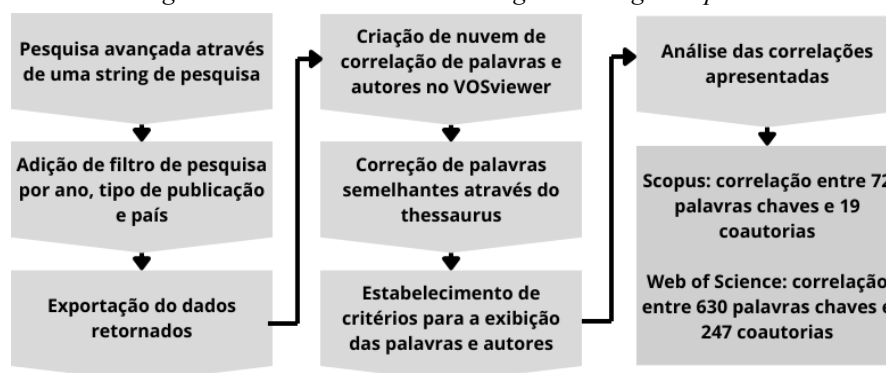 Pesquisa avançada através
de uma string de pesquisa
Adição de filtro de pesquisa
por ano, tipo de publicação
e país
Exportação do dados
retornados
Criação de nuvem de
correlação de palavras e
autores no VOSviewer
Correção de palavras
semelhantes através do
thessaurus
Estabelecimento de
critérios para a exibição
das palavras e autores
Análise das correlações
apresentadas
Scopus: correlação entre 72
palavras chaves e 19
coautorias
Web of Science: correlação
entre 630 palavras chaves e
247 coautorias